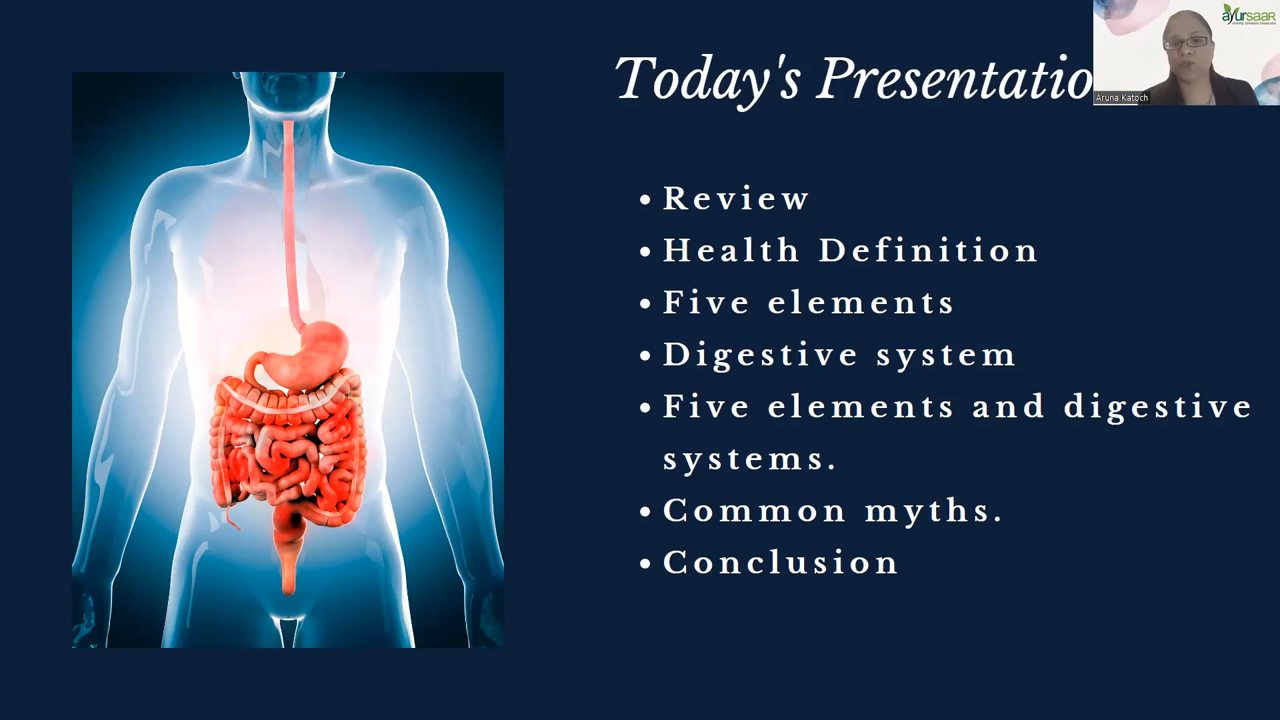 Today's Presentatio
ayurSAAR
Aruna Katoch
• Review
• Health Definition
• Five elements
• Digestive system
• Five elements and digestive
systems.
• Common myths.
• Conclusion